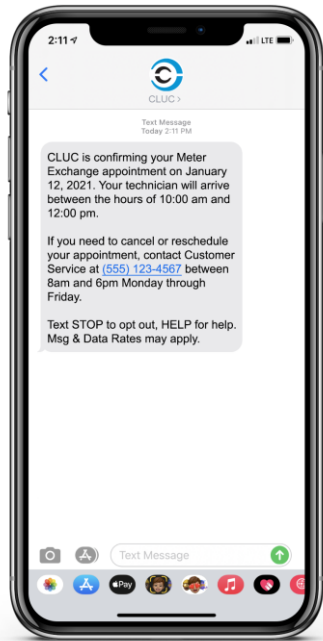 2:11
LTE
CLUC >
Text Message
Today 2:11 PM
CLUC is confirming your Meter
Exchange appointment on January
12, 2021. Your technician will arrive
between the hours of 10:00 am and
12:00 pm.
If you need to cancel or reschedule
your appointment, contact Customer
Service at (555) 123-4567 between
8am and 6pm Monday through
Friday.
Text STOP to opt out, HELP for help.
Msg & Data Rates may apply.
Text Message
Pay